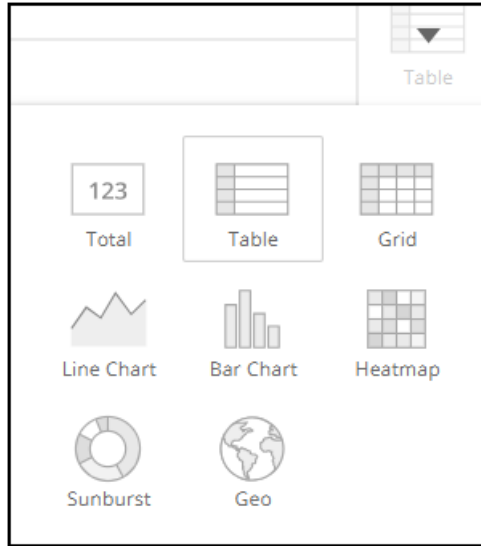 Table
123
Total
Table
Grid
Line Chart
Bar Chart
Heatmap
Sunburst
Geo